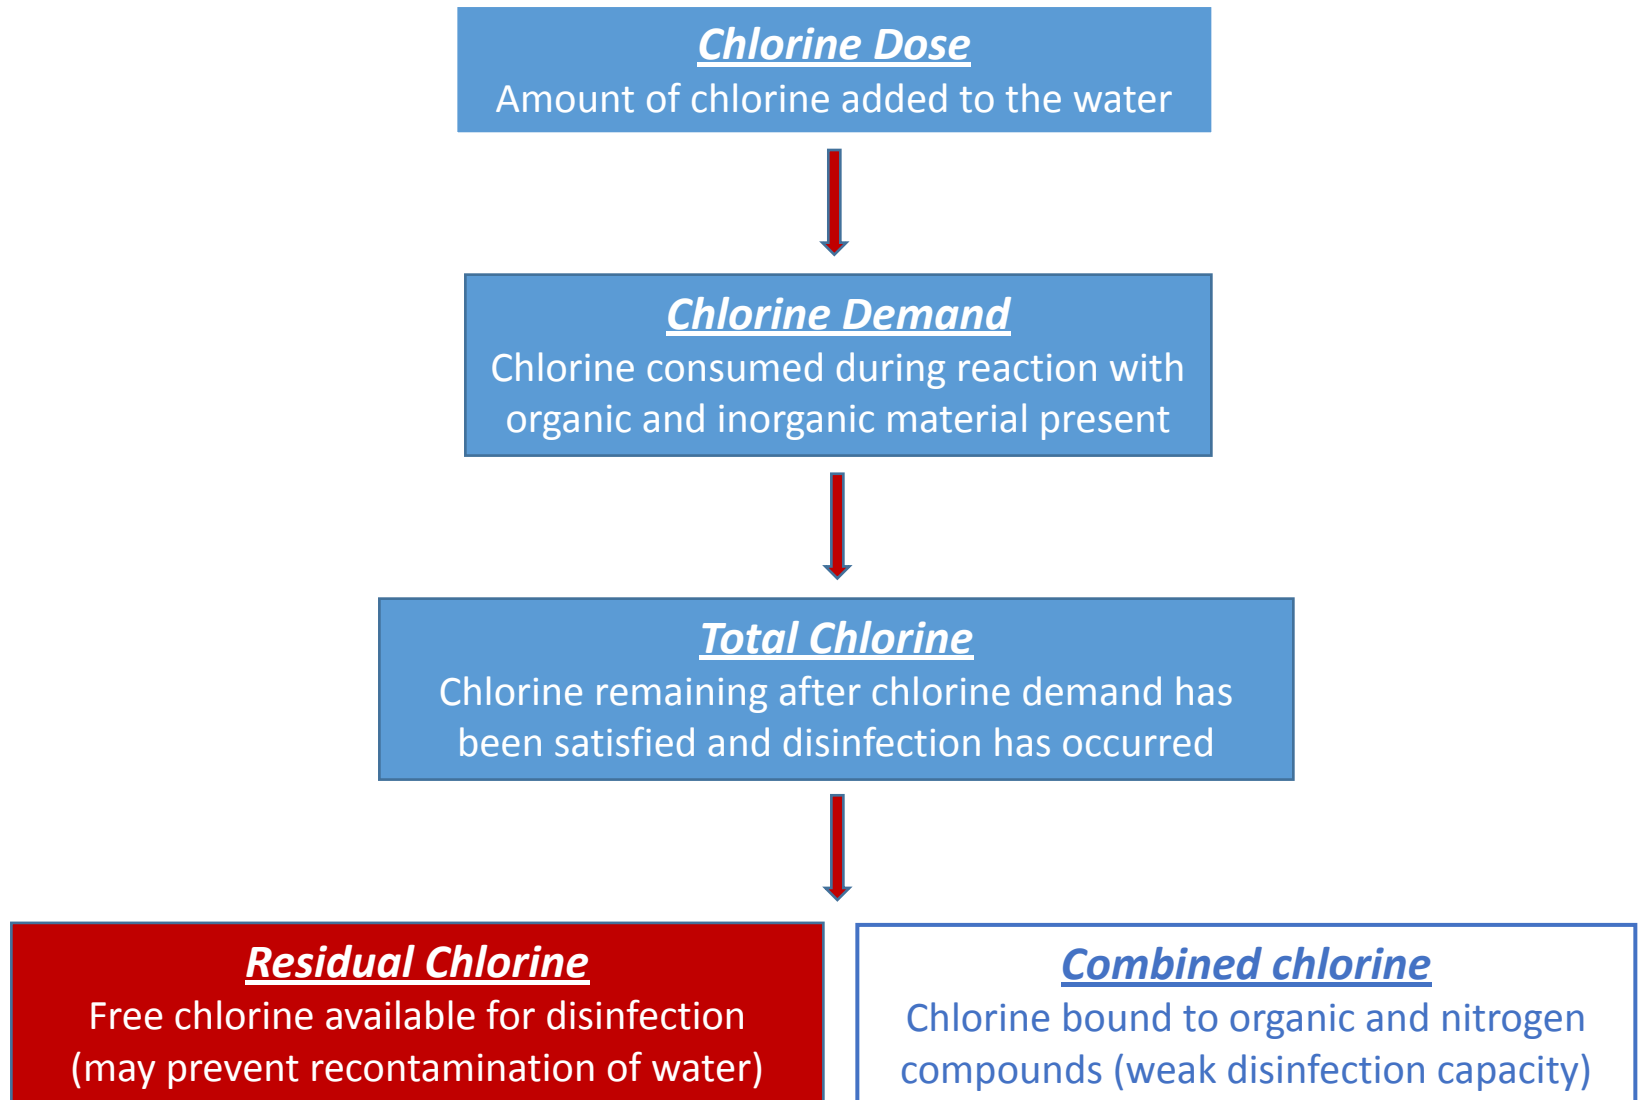 Chlorine Dose
Amount of chlorine added to the water
Chlorine Demand
Chlorine consumed during reaction with
organic and inorganic material present
Total Chlorine
Chlorine remaining after chlorine demand has
been satisfied and disinfection has occurred
Residual Chlorine
Free chlorine available for disinfection
(may prevent recontamination of water)
Combined chlorine
Chlorine bound to organic and nitrogen
compounds (weak disinfection capacity)